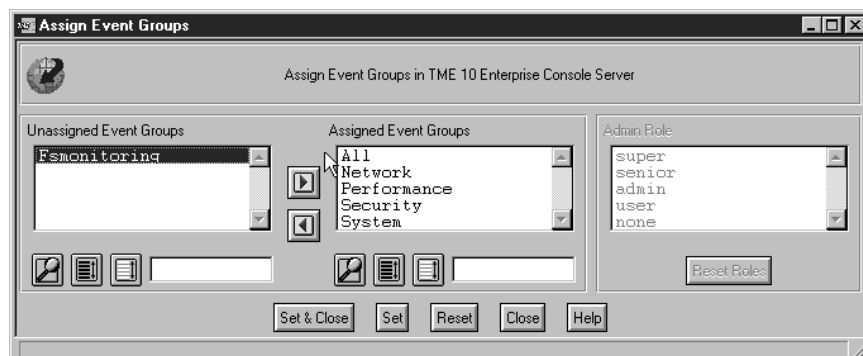 Assign Event Groups
Assign Event Groups in TME 10 Enterprise Console Server
Unassigned Event Groups
Fsmonitoring
Assigned Event Groups
All
Network
Performance
Security
System
Admin Role
super
senior
admin
user
none
Reset Roles
Set & Close
Set
Reset
Close
Help